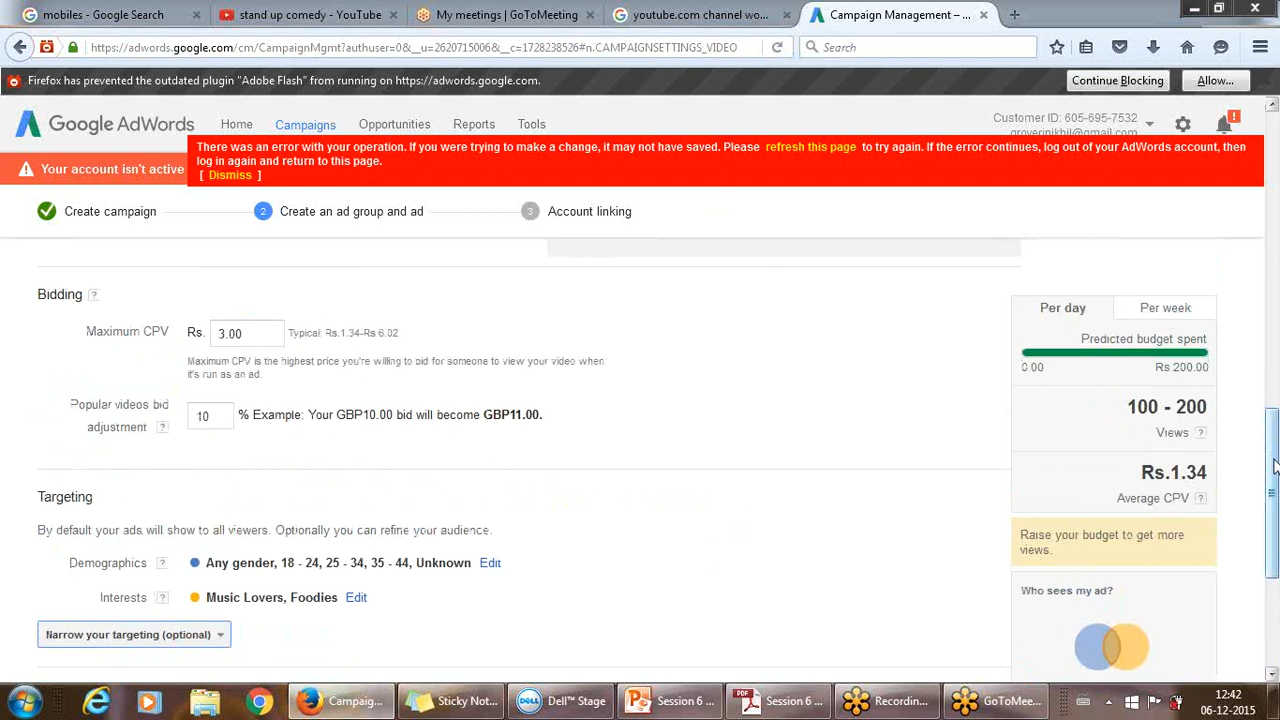 mobiles - Google Search
stand up comedy - YouTube
My meetings | GoToMeeting
youtube.com channel wo...
Campaign Management – ...
https://adwords.google.com/cm/CampaignMgmt?authuser=0&__u=2620715006&__c=1728238526#n.CAMPAIGNSETTINGS_VIDEO
Search
Firefox has prevented the outdated plugin "Adobe Flash" from running on https://adwords.google.com.
Continue Blocking
Allow...
Google AdWords
Home
Campaigns
Opportunities
Reports
Tools
Customer ID: 605-695-7532
There was an error with your operation. If you were trying to make a change, it may not have saved. Please refresh this page to try again. If the error continues, log out of your AdWords account, then
log in again and return to this page.
[ Dismiss ]
Your account isn't active
Create campaign
2
Create an ad group and ad
3
Account linking
Bidding ?
Maximum CPV
Rs. 3.00
Typical: Rs.1.34-Rs.6.02
Maximum CPV is the highest price you're willing to bid for someone to view your video when
it's run as an ad.
Popular videos bid
adjustment ?
10 % Example: Your GBP10.00 bid will become GBP11.00.
Targeting
By default your ads will show to all viewers. Optionally you can refine your audience.
Demographics ? Any gender, 18 - 24, 25 - 34, 35 - 44, Unknown Edit
Interests ? Music Lovers, Foodies Edit
Narrow your targeting (optional)
Per day
Per week
Predicted budget spent
0.00
Rs.200.00
100 - 200
Views ?
Rs.1.34
Average CPV ?
Raise your budget to get more
views.
Who sees my ad?
Campaig...
Sticky Not...
Dell™ Stage
Session 6 ...
Session 6...
Recordin...
GoToMee...
12:42
06-12-2015